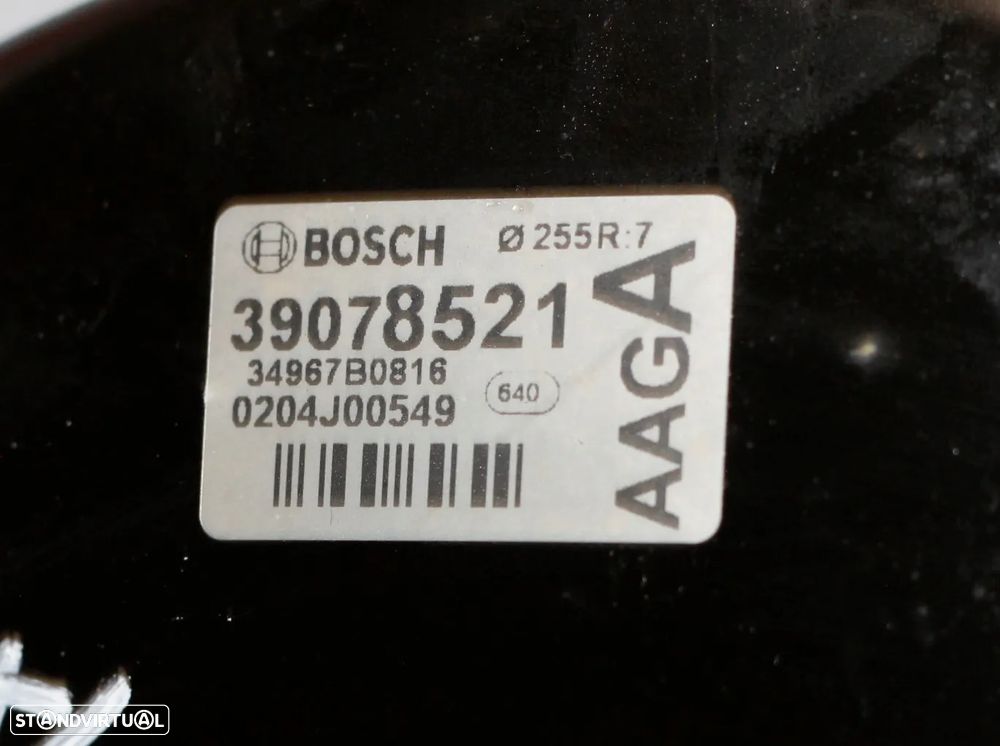 BOSCH Ø 255R:7
39078521
34967B0816
0204J00549
640
AAGA
STANDVIRTUAL